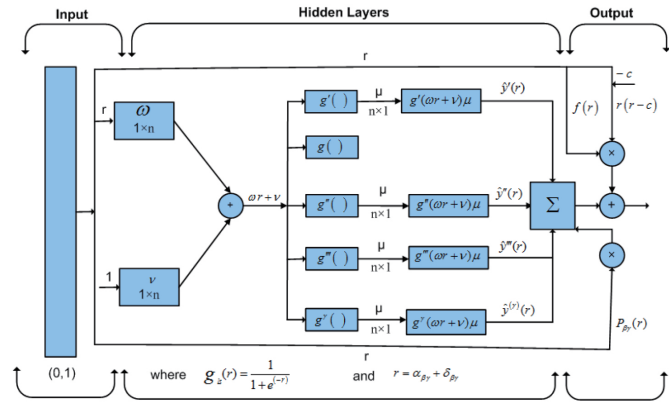 Input
Hidden Layers
Output
r
− c
r
ω
1×n
g'( )
μ
n×1
g'(ωr+ν)μ
ŷ'(r)
f(r)
r(r−c)
×
g( )
+
ωr+ν
g''( )
μ
n×1
g''(ωr+ν)μ
ŷ''(r)
Σ
+
1
ν
1×n
g'''( )
μ
n×1
g'''(ωr+ν)μ
ŷ'''(r)
×
g^γ( )
μ
n×1
g^γ(ωr+ν)μ
ŷ^(γ)(r)
P_βγ(r)
r
(0,1)
where g (r) = 1 / (1 + e^(−r)) and r = α_βγ + δ_βγ